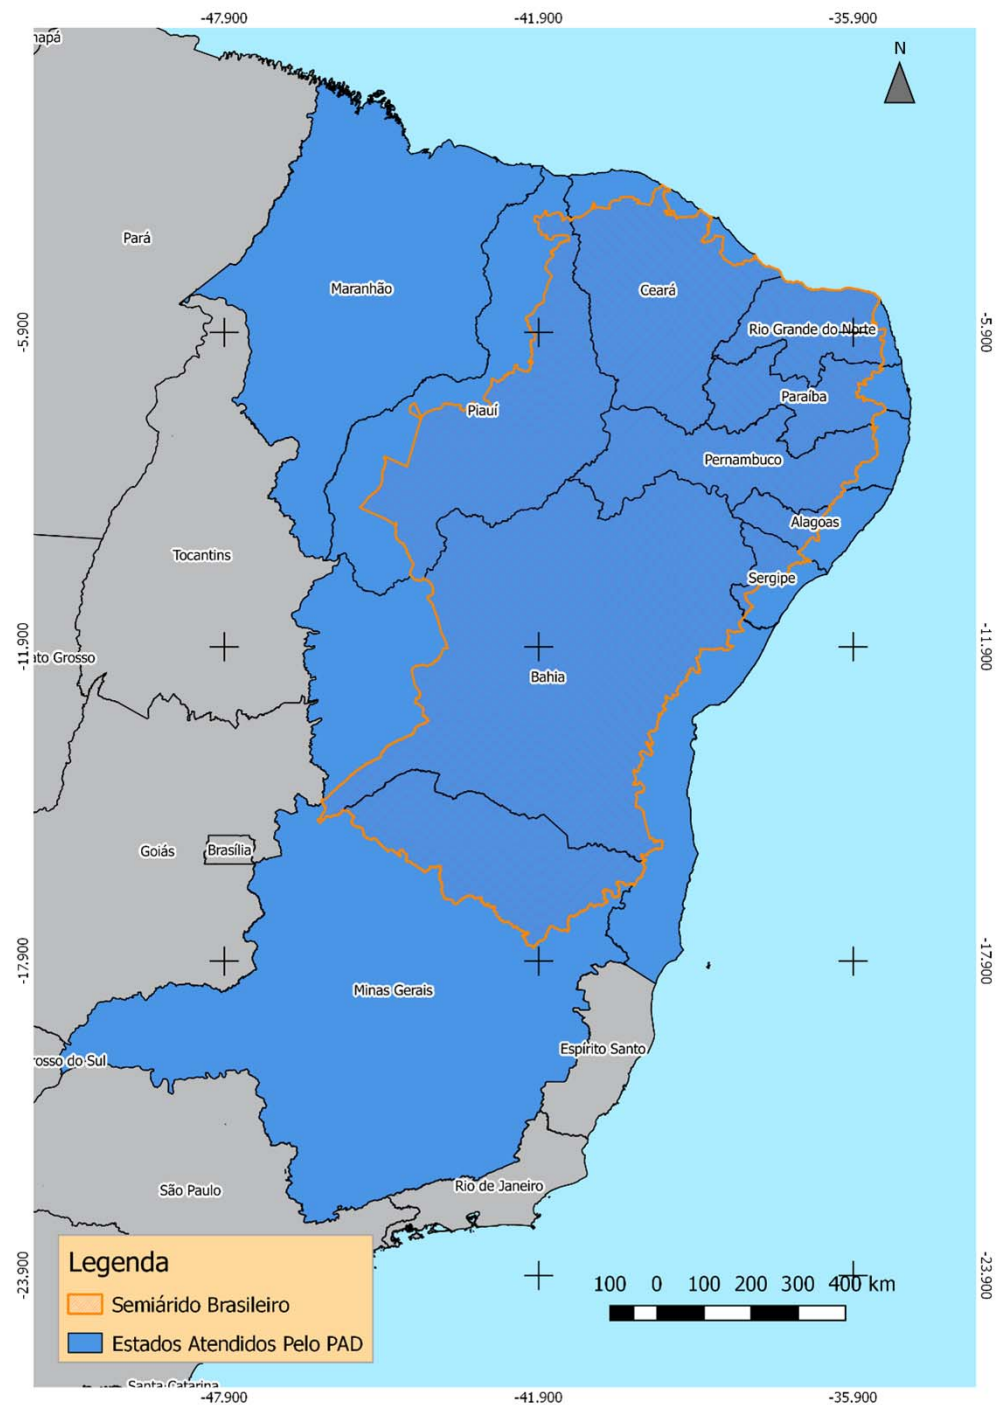 -47.900 -41.900 -35.900
napá
N
Pará
Maranhão
Ceará
-5.900
Rio Grande do Norte
-5.900
Paraíba
Piauí
Pernambuco
Alagoas
Tocantins
Sergipe
-11.900
ato Grosso
-11.900
Bahia
Goiás
Brasília
-17.900
-17.900
Minas Gerais
Espírito Santo
rosso do Sul
São Paulo
Rio de Janeiro
Legenda
-23.900
-23.900
100 0 100 200 300 400 km
Semiárido Brasileiro
Estados Atendidos Pelo PAD
Santa Catarina
-47.900 -41.900 -35.900